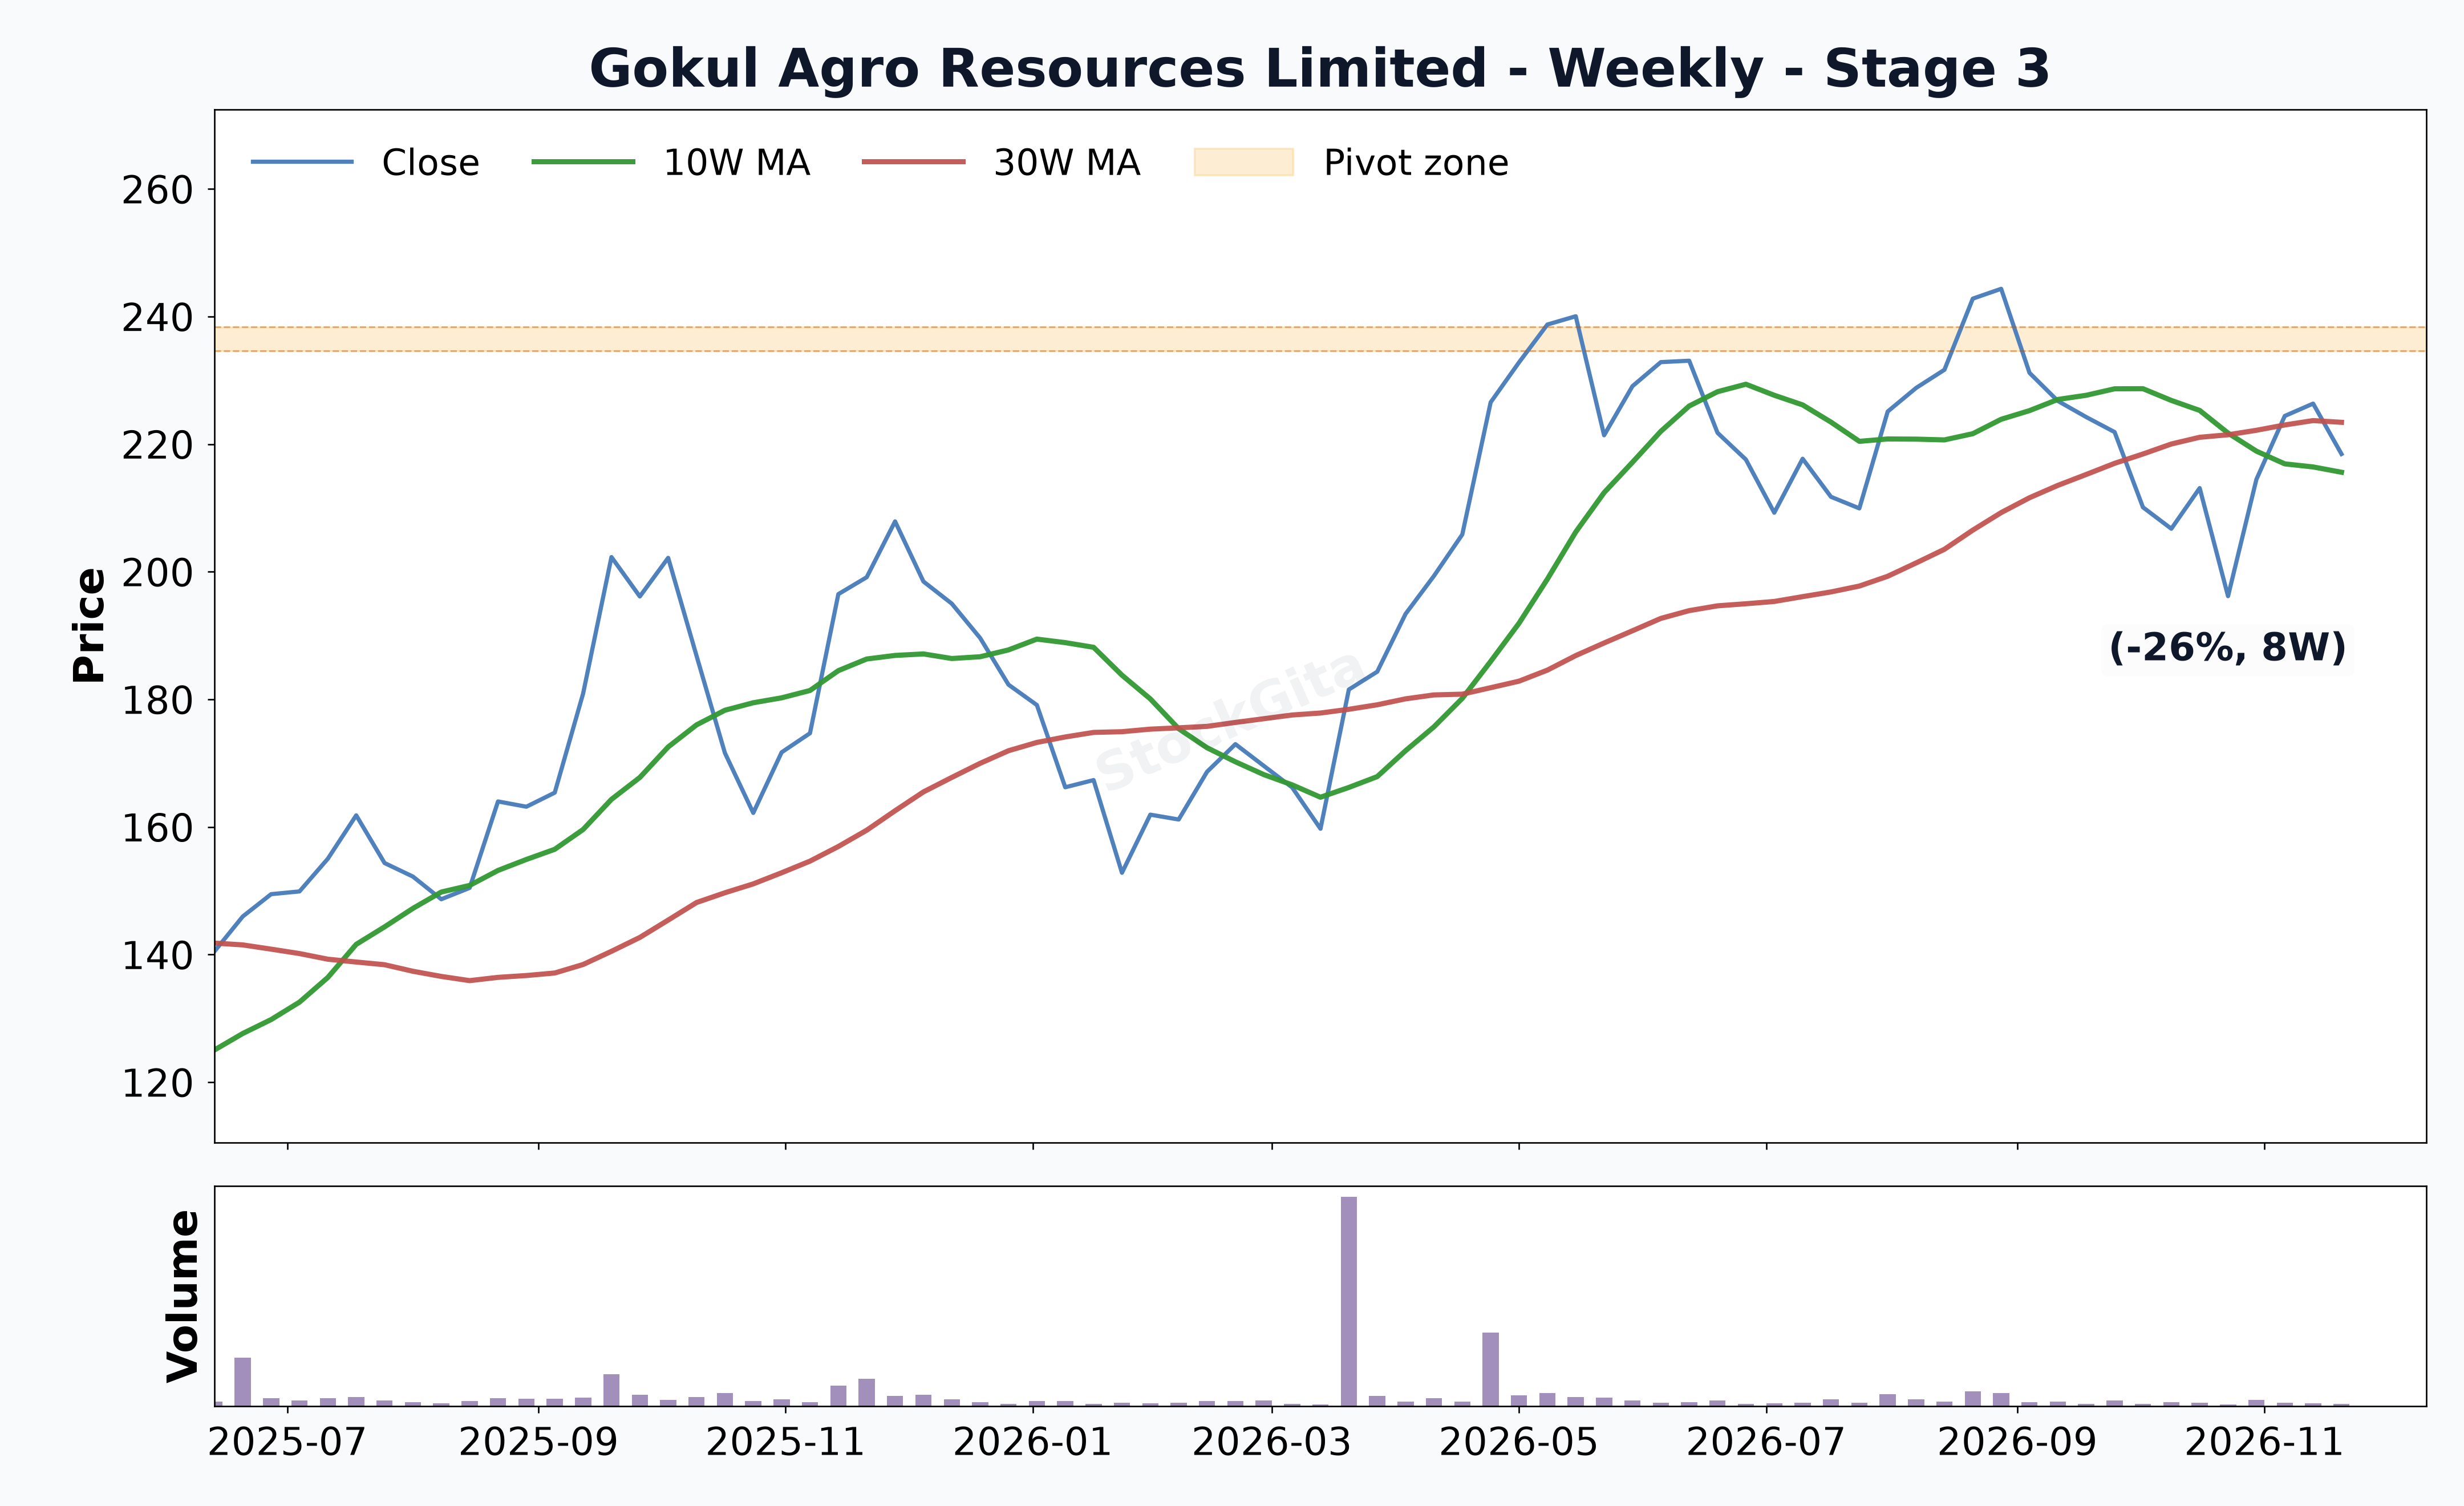 Gokul Agro Resources Limited - Weekly - Stage 3
Close 10W MA 30W MA Pivot zone
260
240
220
200
180
160
140
120
Price
StockGita
(-26%, 8W)
Volume
2025-07 2025-09 2025-11 2026-01 2026-03 2026-05 2026-07 2026-09 2026-11